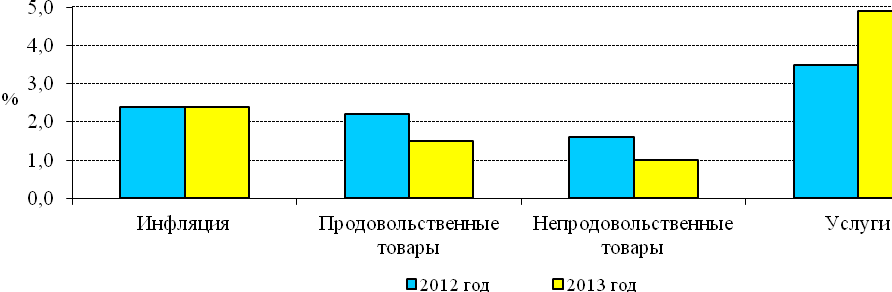 5,0
4,0
3,0
%
2,0
1,0
0,0
Инфляция
Продовольственные
товары
Непродовольственные
товары
Услуги
2012 год
2013 год